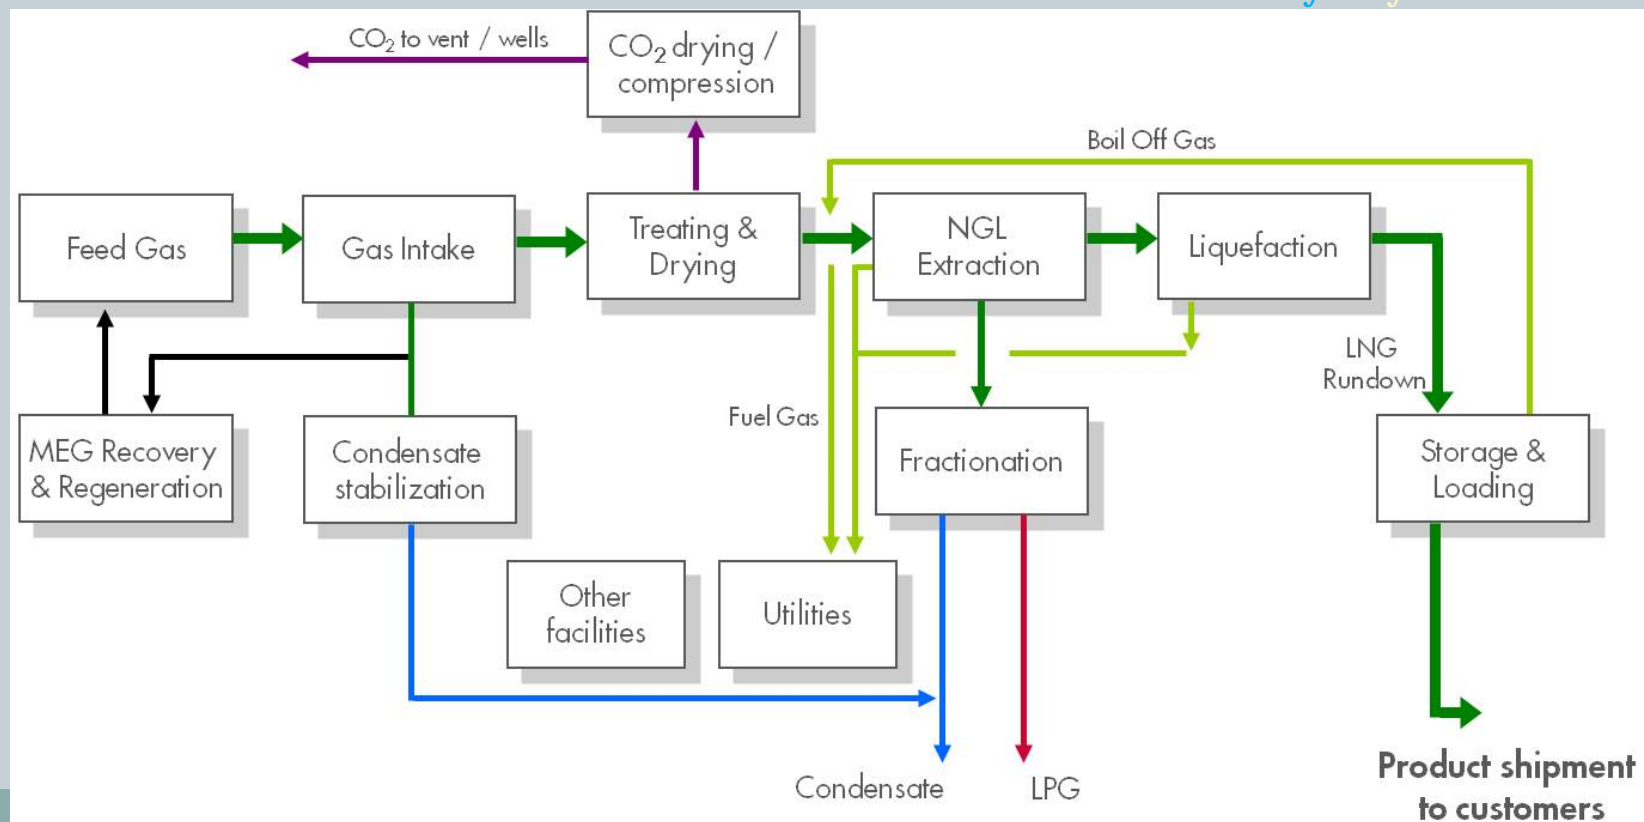 CO₂ to vent / wells
CO₂ drying /
compression
Boil Off Gas
Feed Gas
Gas Intake
Treating &
Drying
NGL
Extraction
Liquefaction
LNG
Rundown
MEG Recovery
& Regeneration
Condensate
stabilization
Fuel Gas
Fractionation
Storage &
Loading
Other
facilities
Utilities
Condensate
LPG
Product shipment
to customers